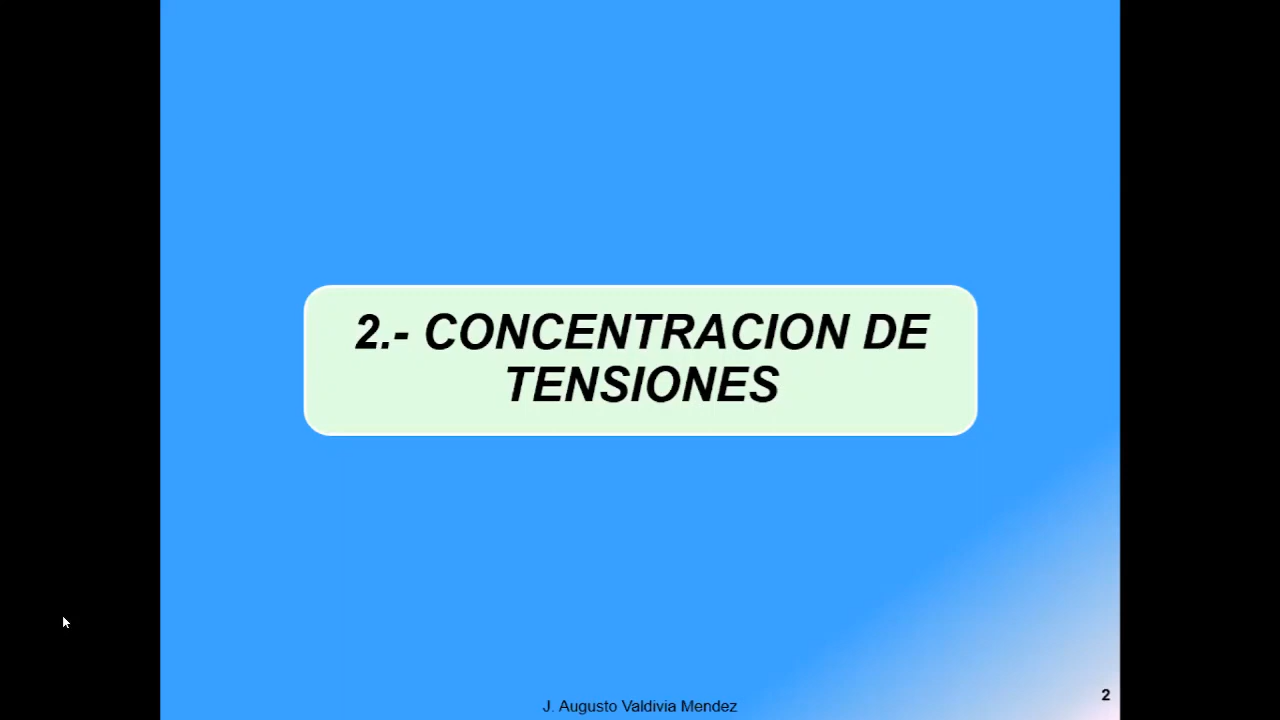 2.- CONCENTRACION DE
TENSIONES
J. Augusto Valdivia Mendez
2